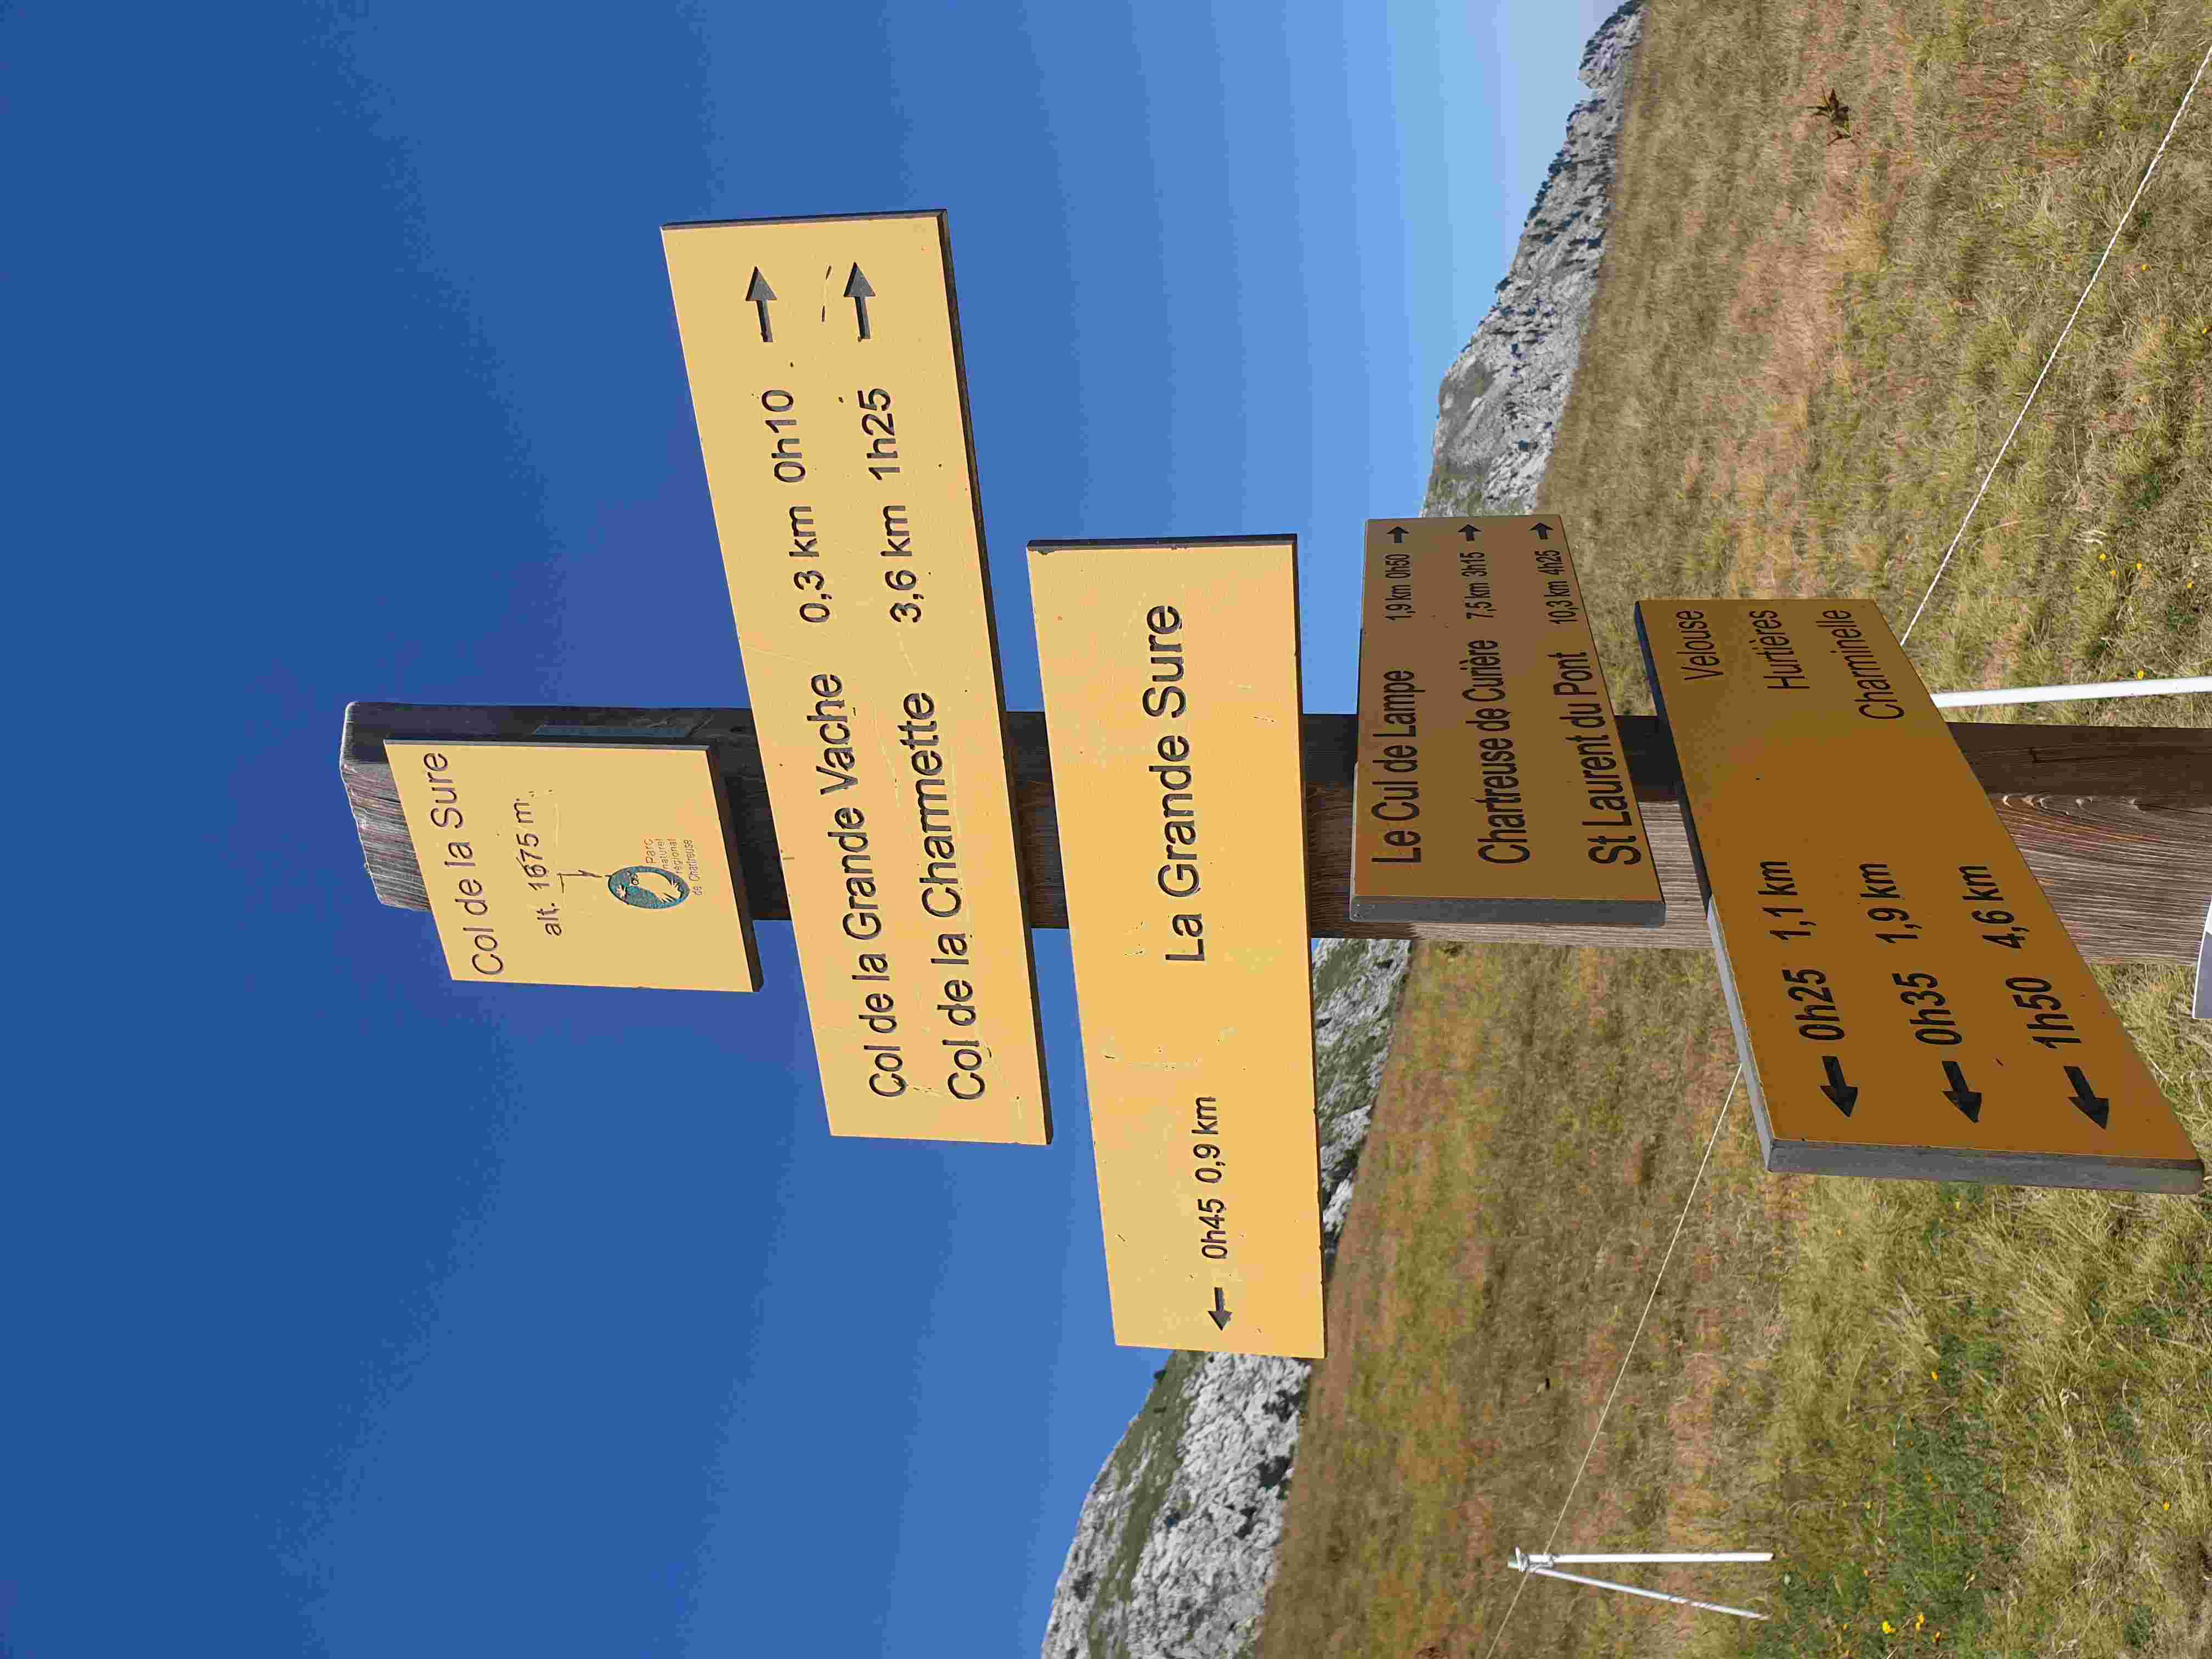 Col de la Sure
alt. 1675 m
Parc
naturel
régional
de Chartreuse
Col de la Grande Vache 0,3 km 0h10 →
Col de la Charmette 3,6 km 1h25 →
← 0h45 0,9 km La Grande Sure
Le Cul de Lampe 1,9 km 0h50 →
Chartreuse de Curière 7,5 km 3h15 →
St Laurent du Pont 10,3 km 4h25 →
← 0h25 1,1 km Velouse
← 0h35 1,9 km Hurtières
← 1h50 4,6 km Charminelle